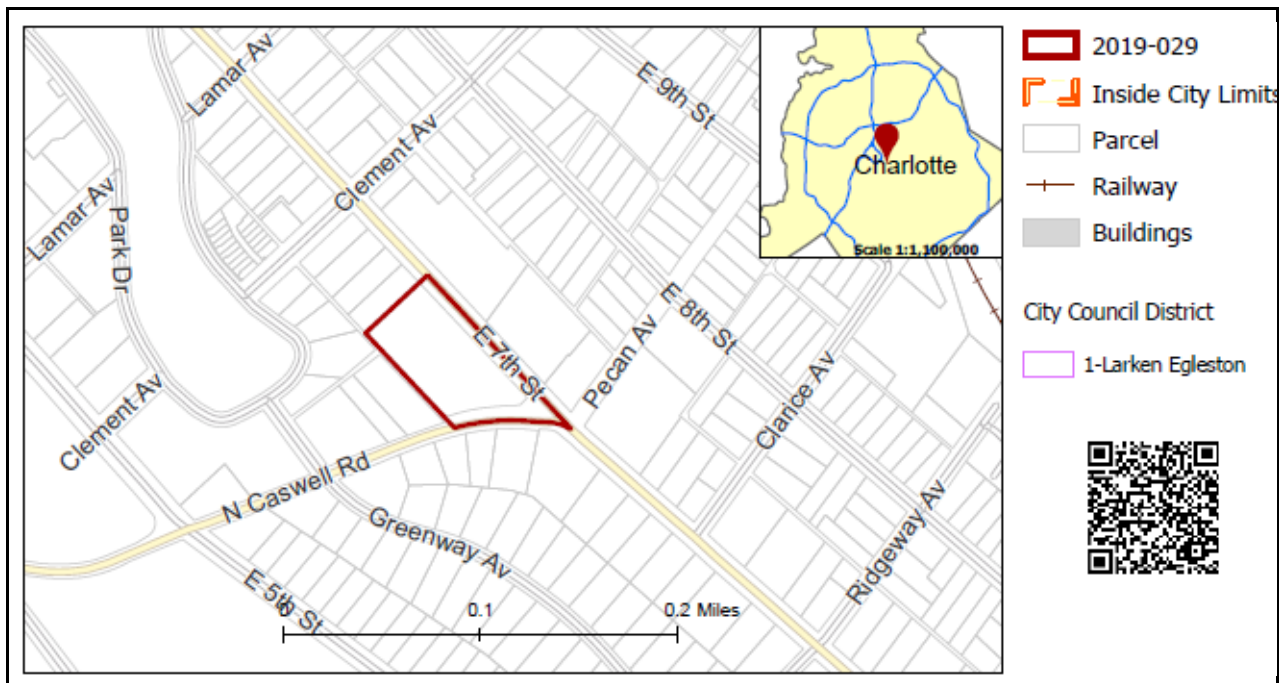 Lamar Av
E 9th St
Clement Av
Lamar Av
Park Dr
E 8th St
E 7th St
Pecan Av
Clarice Av
Clement Av
N Caswell Rd
Greenway Av
Ridgeway Av
E 5th St
0
0.1
0.2 Miles
Charlotte
Scale 1:1,100,000
2019-029
Inside City Limits
Parcel
Railway
Buildings
City Council District
1-Larken Egleston